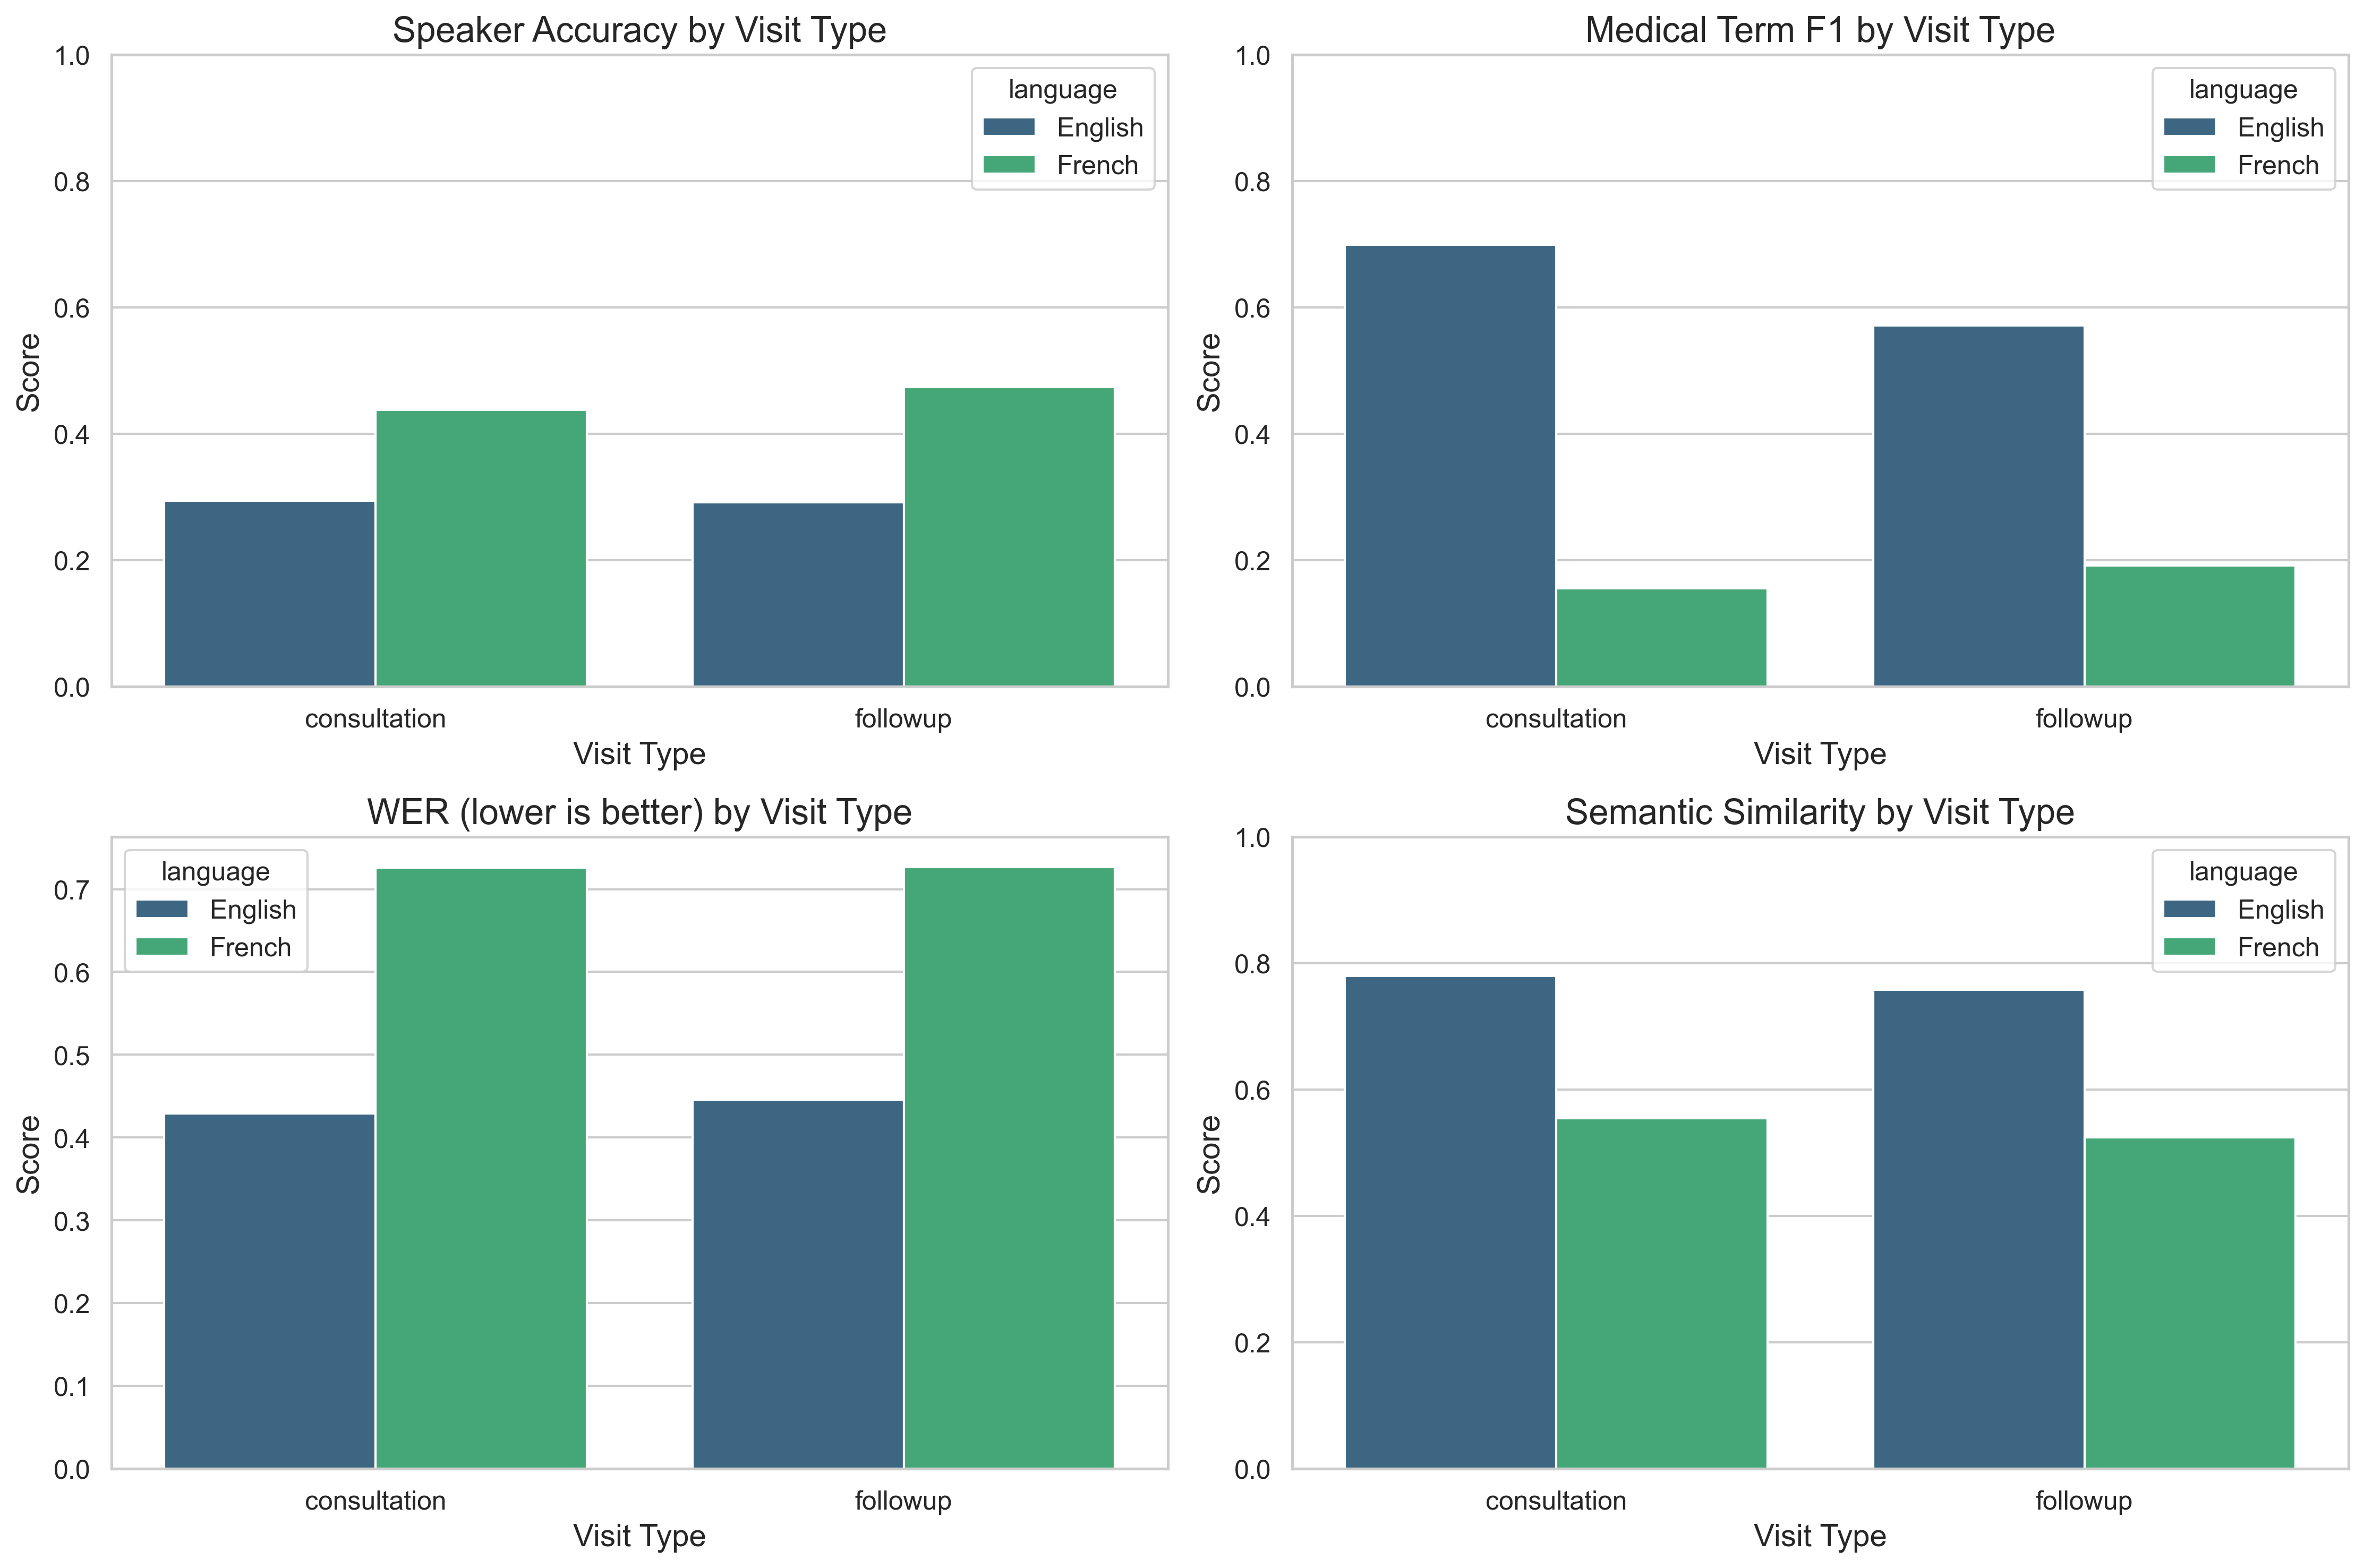 Speaker Accuracy by Visit Type
1.0
0.8
0.6
0.4
0.2
0.0
Score
language
English
French
consultation
followup
Visit Type
Medical Term F1 by Visit Type
1.0
0.8
0.6
0.4
0.2
0.0
Score
language
English
French
consultation
followup
Visit Type
WER (lower is better) by Visit Type
0.7
0.6
0.5
0.4
0.3
0.2
0.1
0.0
Score
language
English
French
consultation
followup
Visit Type
Semantic Similarity by Visit Type
1.0
0.8
0.6
0.4
0.2
0.0
Score
language
English
French
consultation
followup
Visit Type